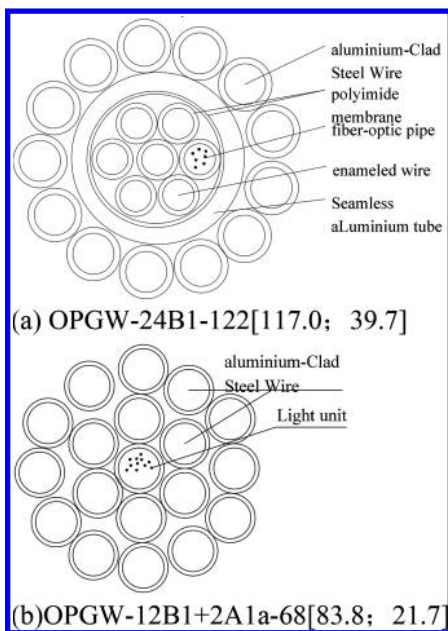 aluminium-Clad
Steel Wire
polyimide
membrane
fiber-optic pipe
enameled wire
Seamless
aLuminium tube
(a) OPGW-24B1-122[117.0; 39.7]
aluminium-Clad
Steel Wire
Light unit
(b)OPGW-12B1+2A1a-68[83.8; 21.7]